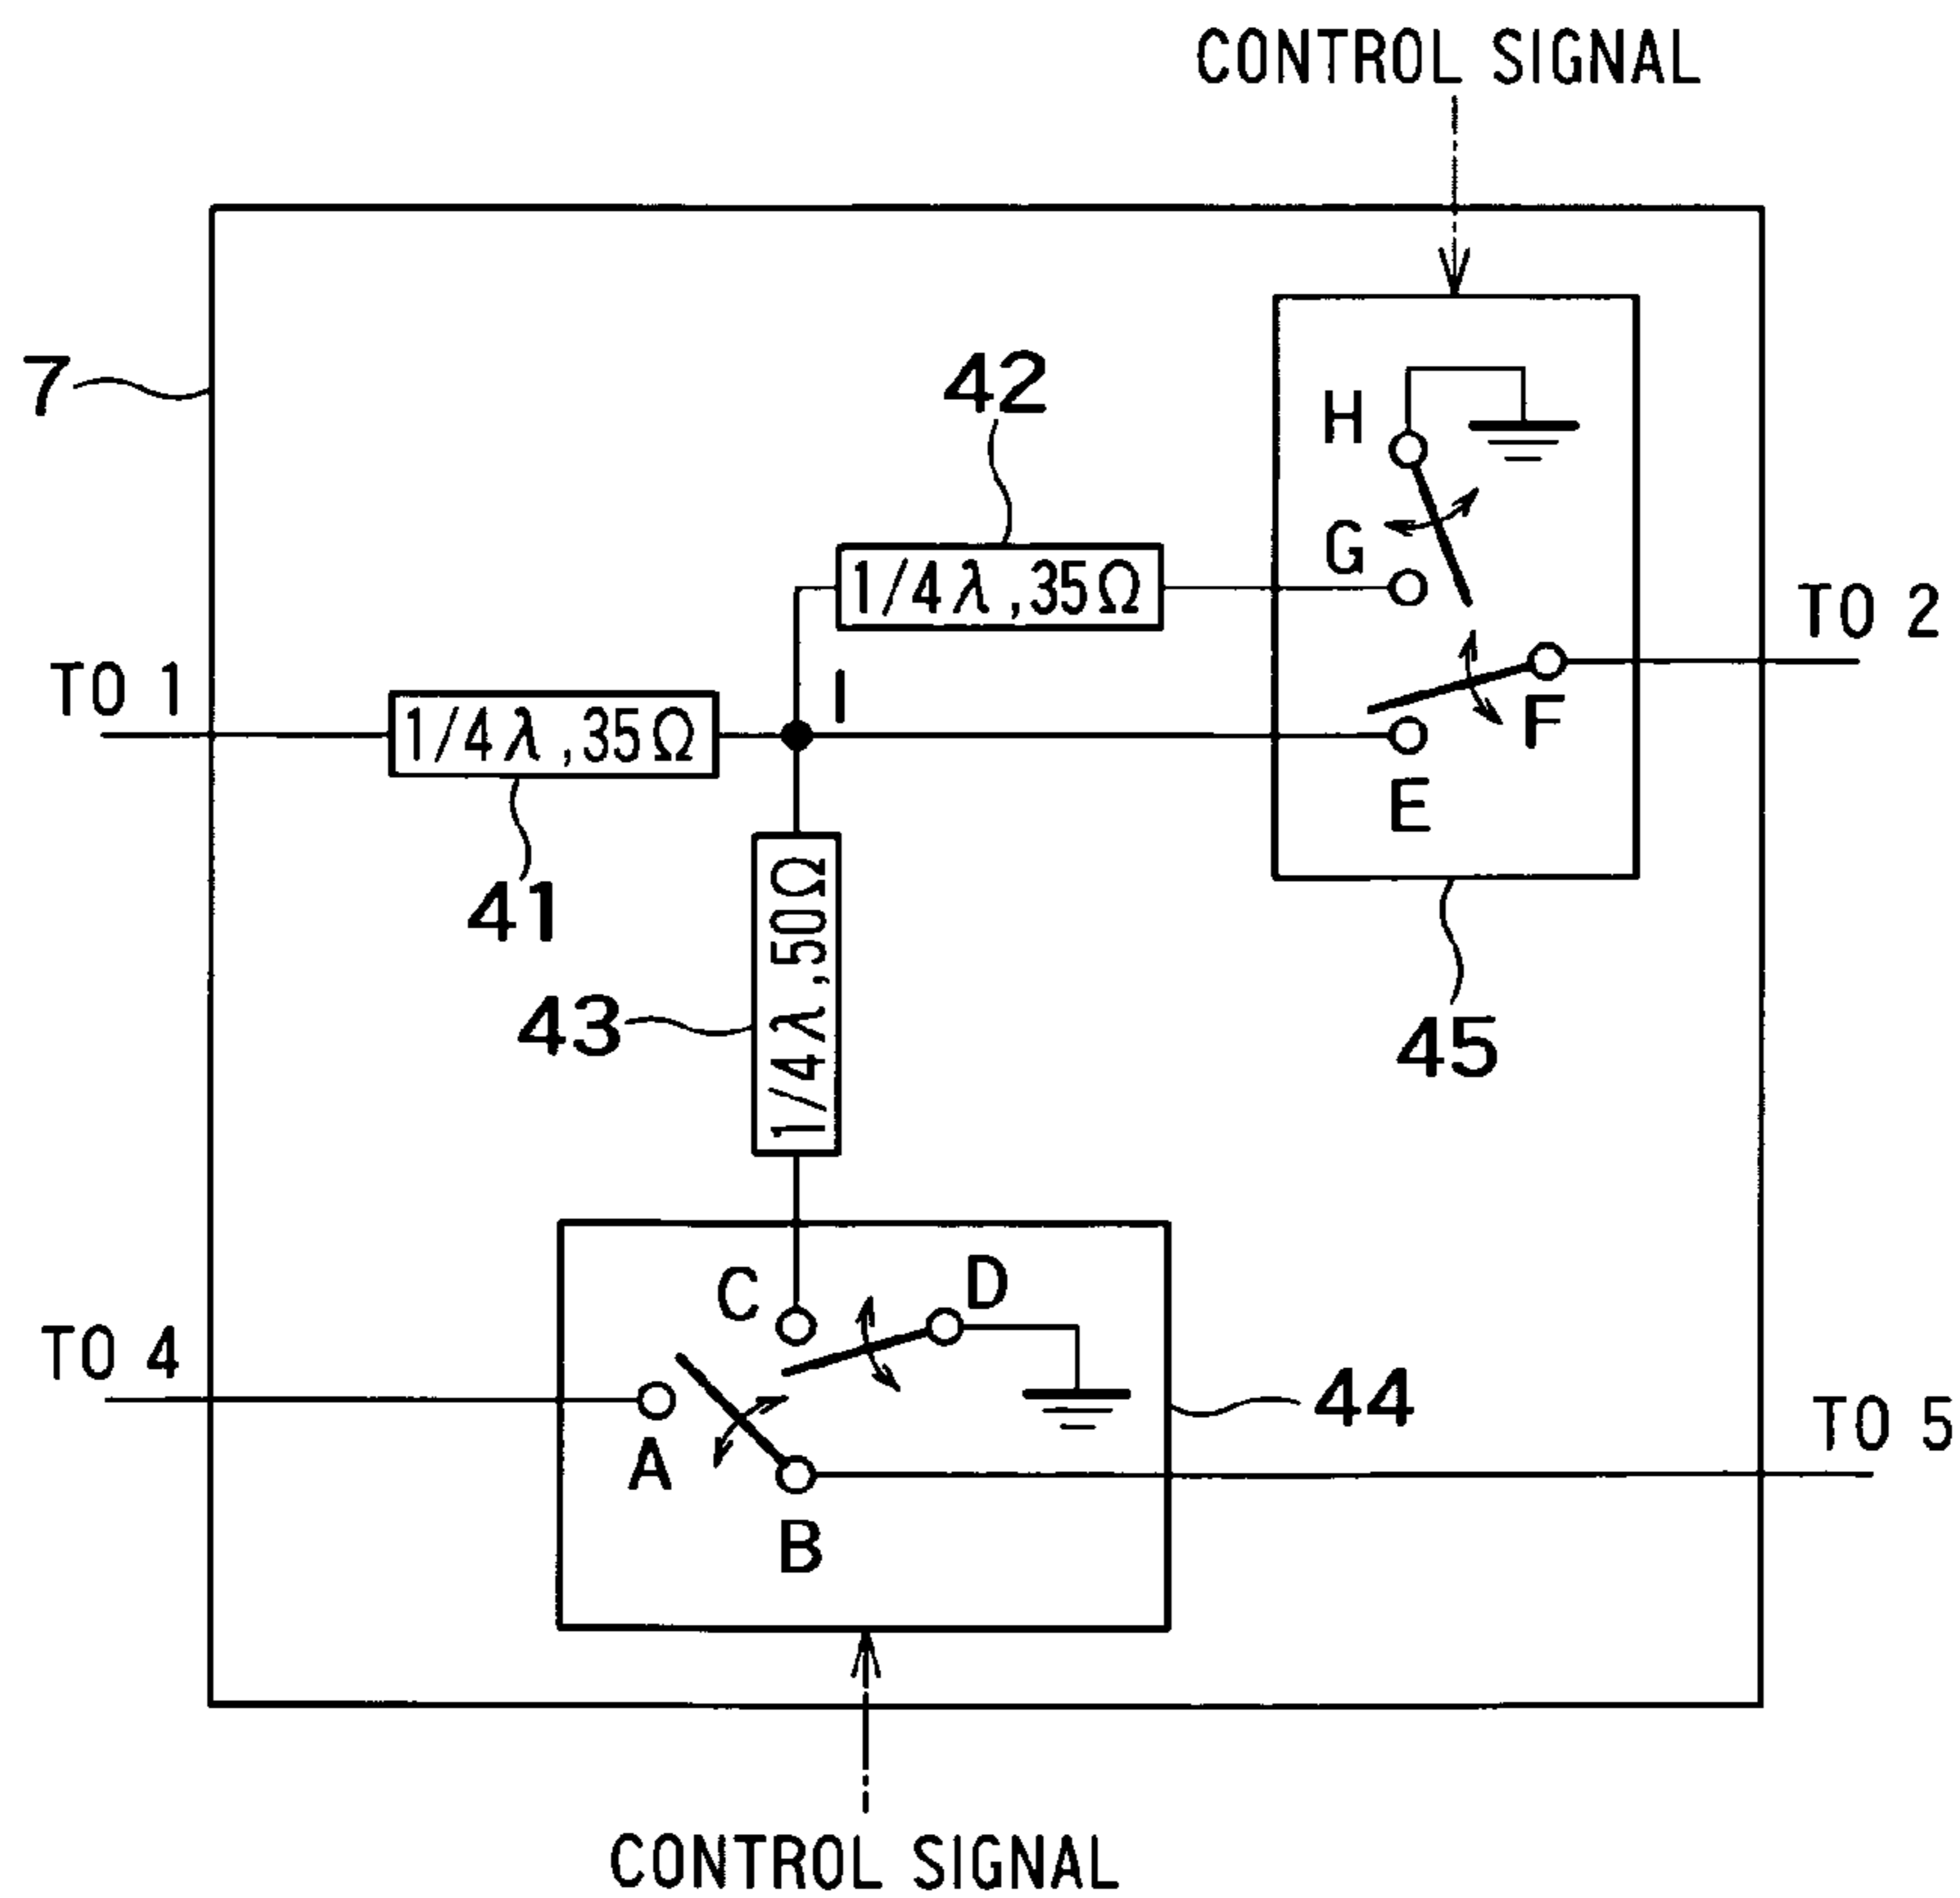 CONTROL SIGNAL
7
42
H
G
1/4λ,35Ω
TO 2
TO 1
I
1/4λ,35Ω
F
E
41
1/4λ,50Ω
43
45
C
D
TO 4
44
TO 5
A
B
CONTROL SIGNAL